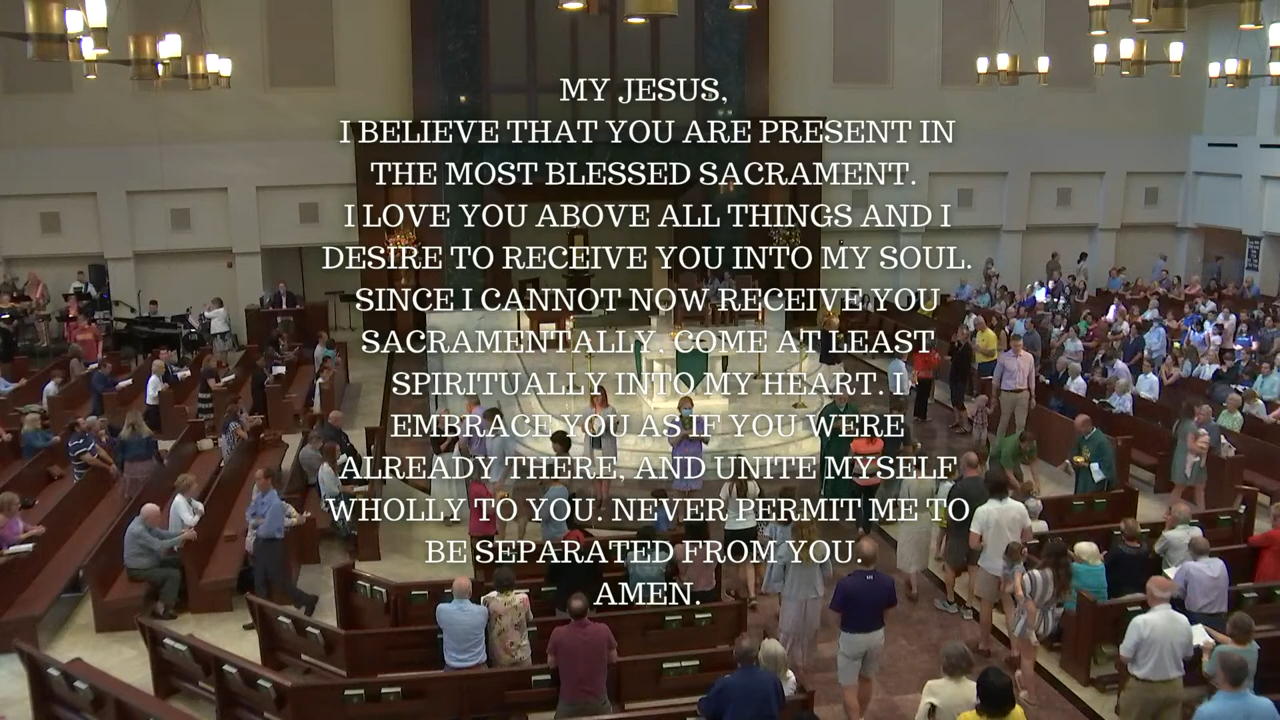 MY JESUS,
I BELIEVE THAT YOU ARE PRESENT IN
THE MOST BLESSED SACRAMENT.
I LOVE YOU ABOVE ALL THINGS AND I
DESIRE TO RECEIVE YOU INTO MY SOUL.
SINCE I CANNOT NOW RECEIVE YOU
SACRAMENTALLY, COME AT LEAST
SPIRITUALLY INTO MY HEART. I
EMBRACE YOU AS IF YOU WERE
ALREADY THERE, AND UNITE MYSELF
WHOLLY TO YOU. NEVER PERMIT ME TO
BE SEPARATED FROM YOU.
AMEN.